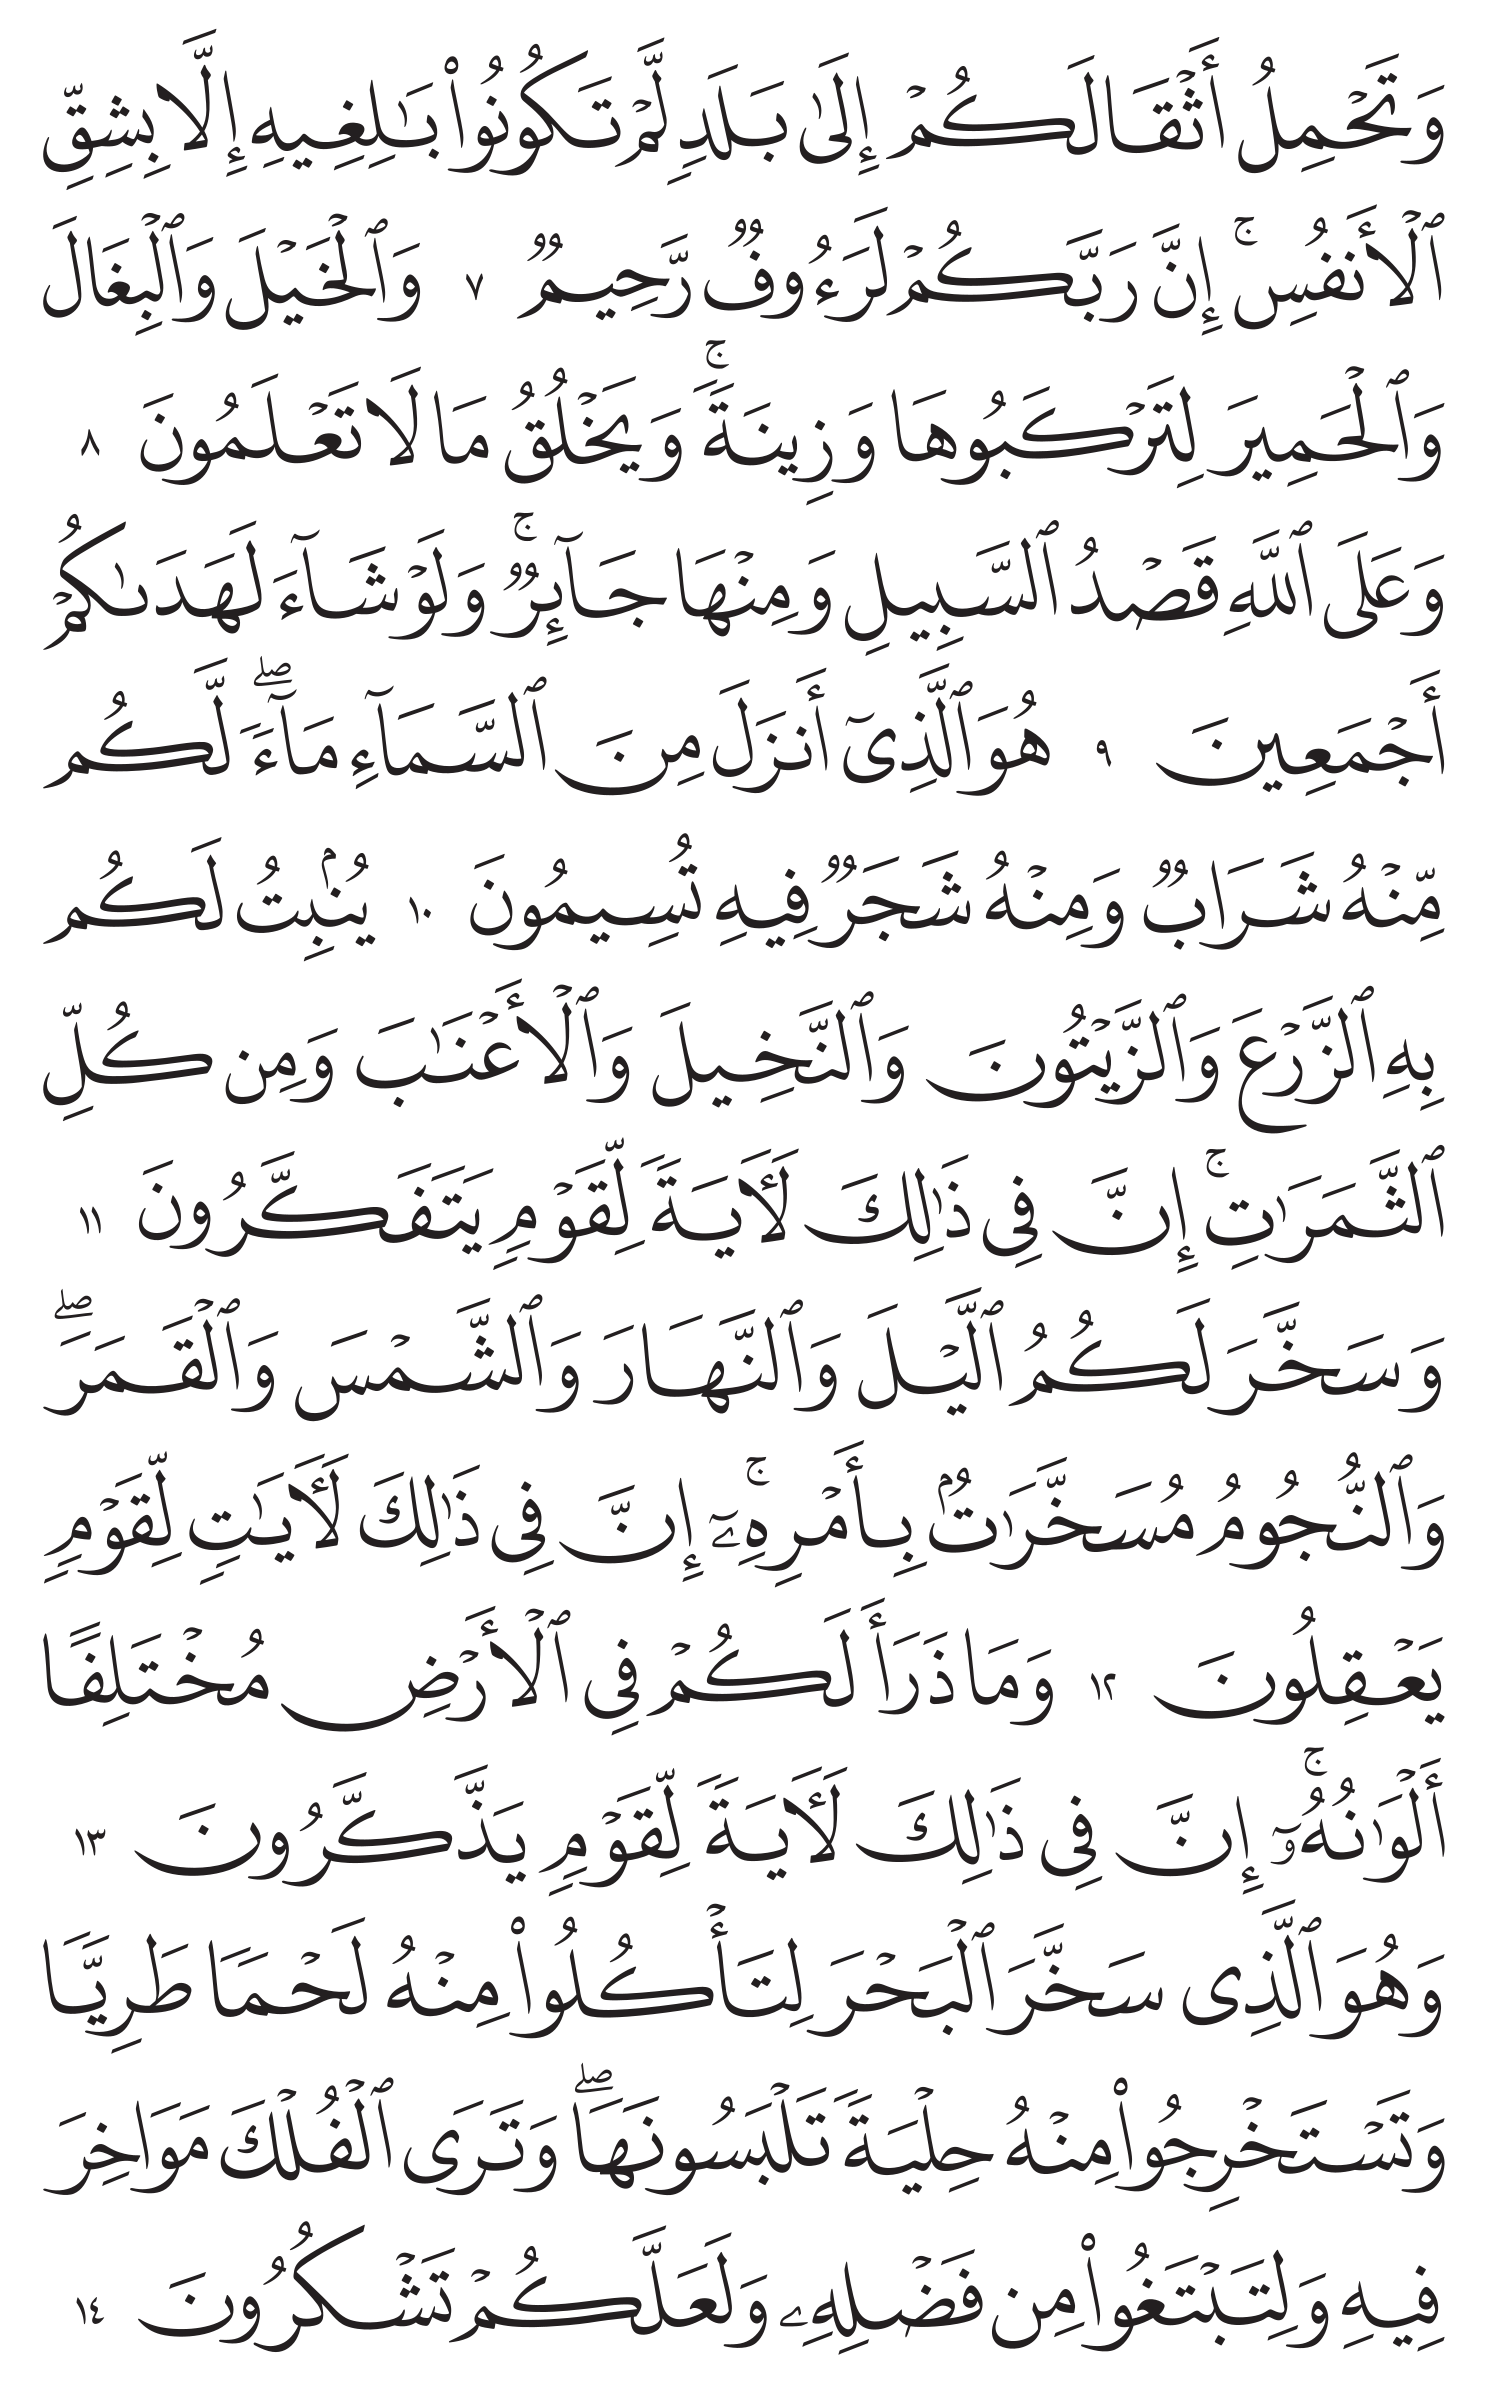 وَتَحۡمِلُ أَثۡقَالَكُمۡ إِلَىٰ بَلَدٖ لَّمۡ تَكُونُواْ بَٰلِغِيهِ إِلَّا بِشِقِّ
ٱلۡأَنفُسِۚ إِنَّ رَبَّكُمۡ لَرَءُوفٞ رَّحِيمٞ ٧ وَٱلۡخَيۡلَ وَٱلۡبِغَالَ
وَٱلۡحَمِيرَ لِتَرۡكَبُوهَا وَزِينَةٗۚ وَيَخۡلُقُ مَا لَا تَعۡلَمُونَ ٨
وَعَلَى ٱللَّهِ قَصۡدُ ٱلسَّبِيلِ وَمِنۡهَا جَآئِرٞۚ وَلَوۡ شَآءَ لَهَدَىٰكُمۡ
أَجۡمَعِينَ ٩ هُوَ ٱلَّذِيٓ أَنزَلَ مِنَ ٱلسَّمَآءِ مَآءٗۖ لَّكُم
مِّنۡهُ شَرَابٞ وَمِنۡهُ شَجَرٞ فِيهِ تُسِيمُونَ ١٠ يُنۢبِتُ لَكُم
بِهِ ٱلزَّرۡعَ وَٱلزَّيۡتُونَ وَٱلنَّخِيلَ وَٱلۡأَعۡنَٰبَ وَمِن كُلِّ
ٱلثَّمَرَٰتِۚ إِنَّ فِي ذَٰلِكَ لَأٓيَةٗ لِّقَوۡمٖ يَتَفَكَّرُونَ ١١
وَسَخَّرَ لَكُمُ ٱلَّيۡلَ وَٱلنَّهَارَ وَٱلشَّمۡسَ وَٱلۡقَمَرَۖ
وَٱلنُّجُومُ مُسَخَّرَٰتُۢ بِأَمۡرِهِۦٓۚ إِنَّ فِي ذَٰلِكَ لَأٓيَٰتٖ لِّقَوۡمٖ
يَعۡقِلُونَ ١٢ وَمَا ذَرَأَ لَكُمۡ فِي ٱلۡأَرۡضِ مُخۡتَلِفًا
أَلۡوَٰنُهُۥٓۚ إِنَّ فِي ذَٰلِكَ لَأٓيَةٗ لِّقَوۡمٖ يَذَّكَّرُونَ ١٣
وَهُوَ ٱلَّذِي سَخَّرَ ٱلۡبَحۡرَ لِتَأۡكُلُواْ مِنۡهُ لَحۡمٗا طَرِيّٗا
وَتَسۡتَخۡرِجُواْ مِنۡهُ حِلۡيَةٗ تَلۡبَسُونَهَاۖ وَتَرَى ٱلۡفُلۡكَ مَوَاخِرَ
فِيهِ وَلِتَبۡتَغُواْ مِن فَضۡلِهِۦ وَلَعَلَّكُمۡ تَشۡكُرُونَ ١٤